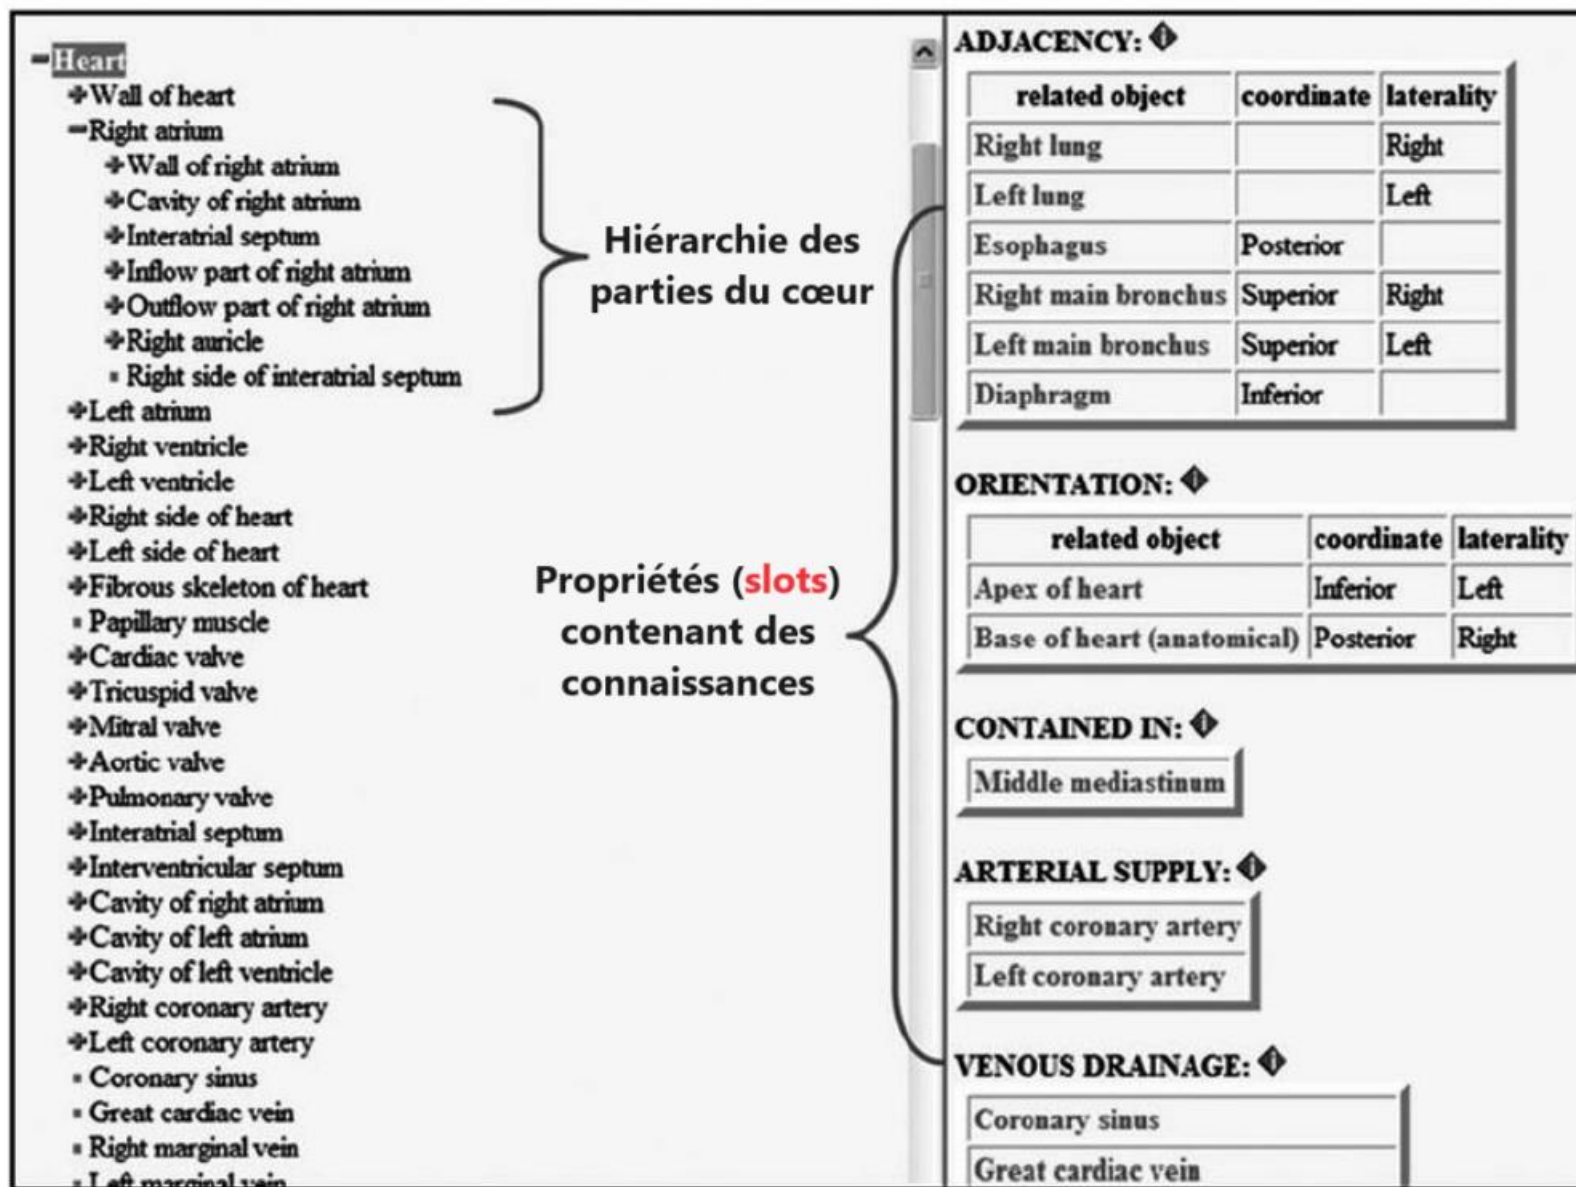 Heart
Wall of heart
Right atrium
Wall of right atrium
Cavity of right atrium
Interatrial septum
Inflow part of right atrium
Outflow part of right atrium
Right auricle
Right side of interatrial septum
Left atrium
Right ventricle
Left ventricle
Right side of heart
Left side of heart
Fibrous skeleton of heart
Papillary muscle
Cardiac valve
Tricuspid valve
Mitral valve
Aortic valve
Pulmonary valve
Interatrial septum
Interventricular septum
Cavity of right atrium
Cavity of left atrium
Cavity of left ventricle
Right coronary artery
Left coronary artery
Coronary sinus
Great cardiac vein
Right marginal vein
Left marginal vein
Hiérarchie des
parties du cœur
Propriétés (slots)
contenant des
connaissances
ADJACENCY:
related object coordinate laterality
Right lung Right
Left lung Left
Esophagus Posterior
Right main bronchus Superior Right
Left main bronchus Superior Left
Diaphragm Inferior
ORIENTATION:
related object coordinate laterality
Apex of heart Inferior Left
Base of heart (anatomical) Posterior Right
CONTAINED IN:
Middle mediastinum
ARTERIAL SUPPLY:
Right coronary artery
Left coronary artery
VENOUS DRAINAGE:
Coronary sinus
Great cardiac vein